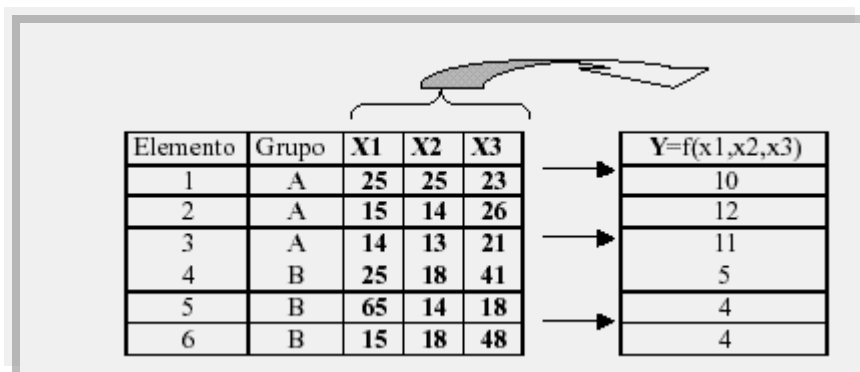 Elemento Grupo X1 X2 X3 Y=f(x1,x2,x3)
1 A 25 25 23 10
2 A 15 14 26 12
3 A 14 13 21 11
4 B 25 18 41 5
5 B 65 14 18 4
6 B 15 18 48 4